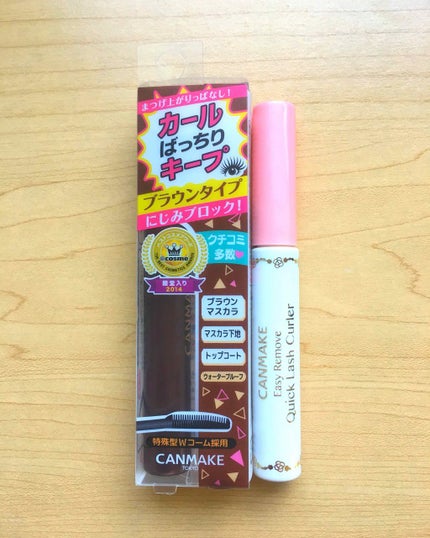 まつげ上がりっぱなし!
カール
ばっちり
キープ
ブラウンタイプ
にじみブロック!
クチコミ
多数
@cosme
殿堂入り
2014
ブラウン
マスカラ
マスカラ下地
トップコート
ウォータープルーフ
特殊型Wコーム採用
CANMAKE
TOKYO
CANMAKE
Easy Remove
Quick Lash Curler